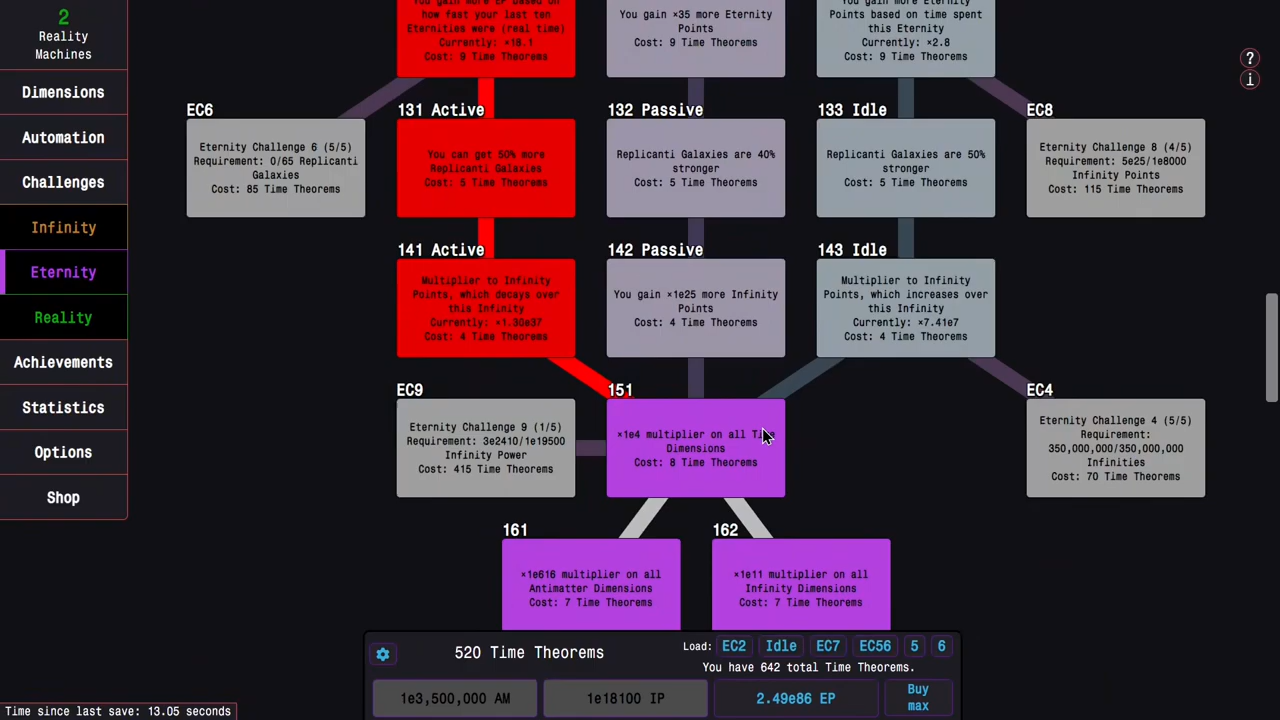 2
Reality
Machines
Dimensions
Automation
Challenges
Infinity
Eternity
Reality
Achievements
Statistics
Options
Shop
Time since last save: 13.05 seconds
You gain more EP based on
how fast your last ten
Eternities were (real time)
Currently: ×18.1
Cost: 9 Time Theorems
You gain ×35 more Eternity
Points
Cost: 9 Time Theorems
You gain more Eternity
Points based on time spent
this Eternity
Currently: ×2.8
Cost: 9 Time Theorems
?
i
EC6
Eternity Challenge 6 (5/5)
Requirement: 0/65 Replicanti
Galaxies
Cost: 85 Time Theorems
131 Active
You can get 50% more
Replicanti Galaxies
Cost: 5 Time Theorems
132 Passive
Replicanti Galaxies are 40%
stronger
Cost: 5 Time Theorems
133 Idle
Replicanti Galaxies are 50%
stronger
Cost: 5 Time Theorems
EC8
Eternity Challenge 8 (4/5)
Requirement: 5e25/1e8000
Infinity Points
Cost: 115 Time Theorems
141 Active
Multiplier to Infinity
Points, which decays over
this Infinity
Currently: ×1.30e37
Cost: 4 Time Theorems
142 Passive
You gain ×1e25 more Infinity
Points
Cost: 4 Time Theorems
143 Idle
Multiplier to Infinity
Points, which increases over
this Infinity
Currently: ×7.41e7
Cost: 4 Time Theorems
EC9
Eternity Challenge 9 (1/5)
Requirement: 3e2410/1e19500
Infinity Power
Cost: 415 Time Theorems
151
×1e4 multiplier on all Time
Dimensions
Cost: 8 Time Theorems
EC4
Eternity Challenge 4 (5/5)
Requirement:
350,000,000/350,000,000
Infinities
Cost: 70 Time Theorems
161
×1e616 multiplier on all
Antimatter Dimensions
Cost: 7 Time Theorems
162
×1e11 multiplier on all
Infinity Dimensions
Cost: 7 Time Theorems
520 Time Theorems
Load: EC2 Idle EC7 EC56 5 6
You have 642 total Time Theorems.
1e3,500,000 AM
1e18100 IP
2.49e86 EP
Buy
max